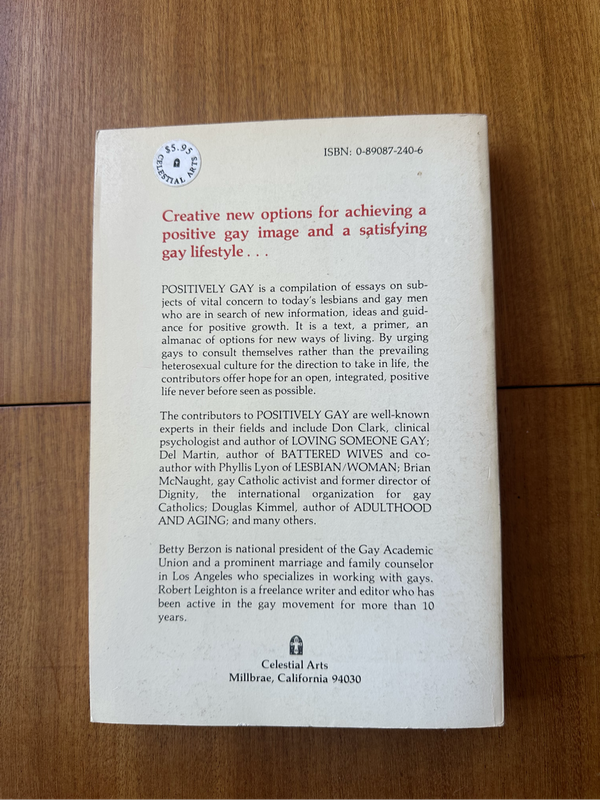 $5.95
CELESTIAL ARTS
ISBN: 0-89087-240-6
Creative new options for achieving a
positive gay image and a satisfying
gay lifestyle . . .
POSITIVELY GAY is a compilation of essays on sub-
jects of vital concern to today's lesbians and gay men
who are in search of new information, ideas and guid-
ance for positive growth. It is a text, a primer, an
almanac of options for new ways of living. By urging
gays to consult themselves rather than the prevailing
heterosexual culture for the direction to take in life, the
contributors offer hope for an open, integrated, positive
life never before seen as possible.
The contributors to POSITIVELY GAY are well-known
experts in their fields and include Don Clark, clinical
psychologist and author of LOVING SOMEONE GAY;
Del Martin, author of BATTERED WIVES and co-
author with Phyllis Lyon of LESBIAN/WOMAN; Brian
McNaught, gay Catholic activist and former director of
Dignity, the international organization for gay
Catholics; Douglas Kimmel, author of ADULTHOOD
AND AGING; and many others.
Betty Berzon is national president of the Gay Academic
Union and a prominent marriage and family counselor
in Los Angeles who specializes in working with gays.
Robert Leighton is a freelance writer and editor who has
been active in the gay movement for more than 10
years.
Celestial Arts
Millbrae, California 94030